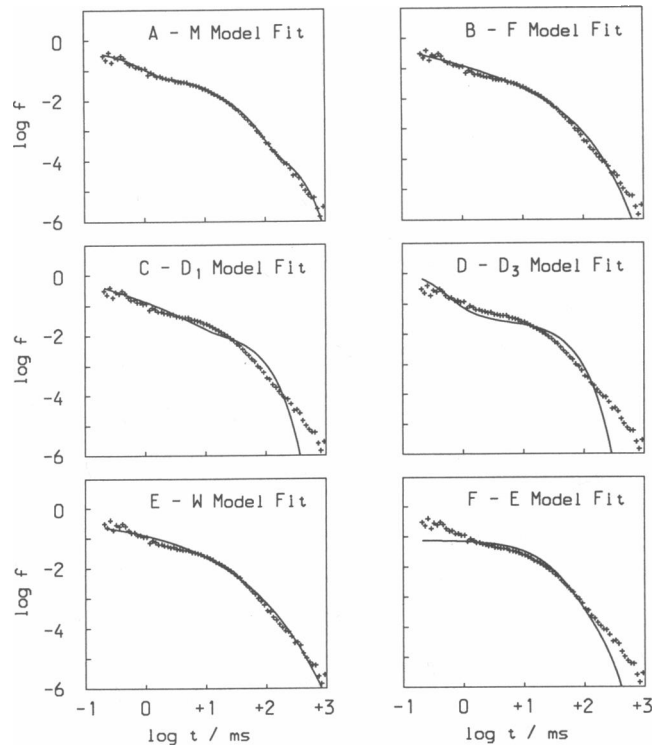 A - M Model Fit
B - F Model Fit
0
-2
-4
-6
log f
C - D₁ Model Fit
D - D₃ Model Fit
0
-2
-4
-6
log f
E - W Model Fit
F - E Model Fit
0
-2
-4
-6
log f
-1 0 +1 +2 +3
-1 0 +1 +2 +3
log t / ms
log t / ms